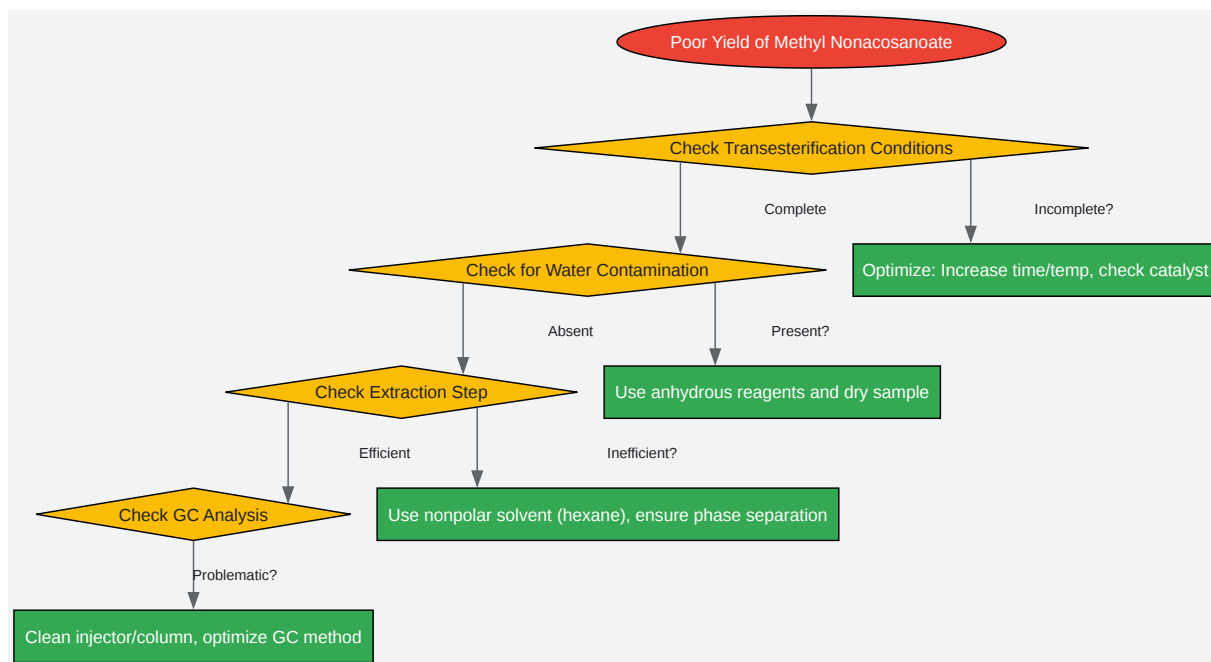 Poor Yield of Methyl Nonacosanoate
Check Transesterification Conditions
Complete
Incomplete?
Check for Water Contamination
Optimize: Increase time/temp, check catalyst
Absent
Present?
Check Extraction Step
Use anhydrous reagents and dry sample
Efficient
Inefficient?
Check GC Analysis
Use nonpolar solvent (hexane), ensure phase separation
Problematic?
Clean injector/column, optimize GC method